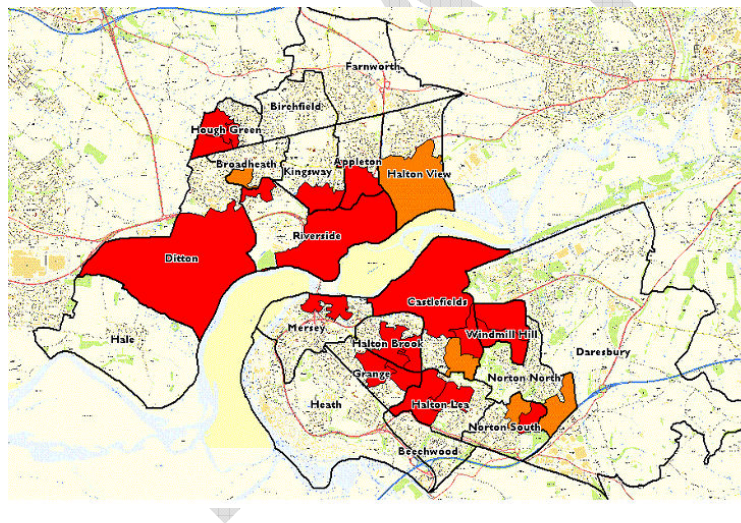 Farnworth
Birchfield
Hough Green
Broadheath
Appleton
Kingsway
Halton View
Riverside
Ditton
Castlefields
Mersey
Windmill Hill
Hale
Halton Brook
Daresbury
Grange
Norton North
Heath
Halton Lea
Norton South
Beechwood